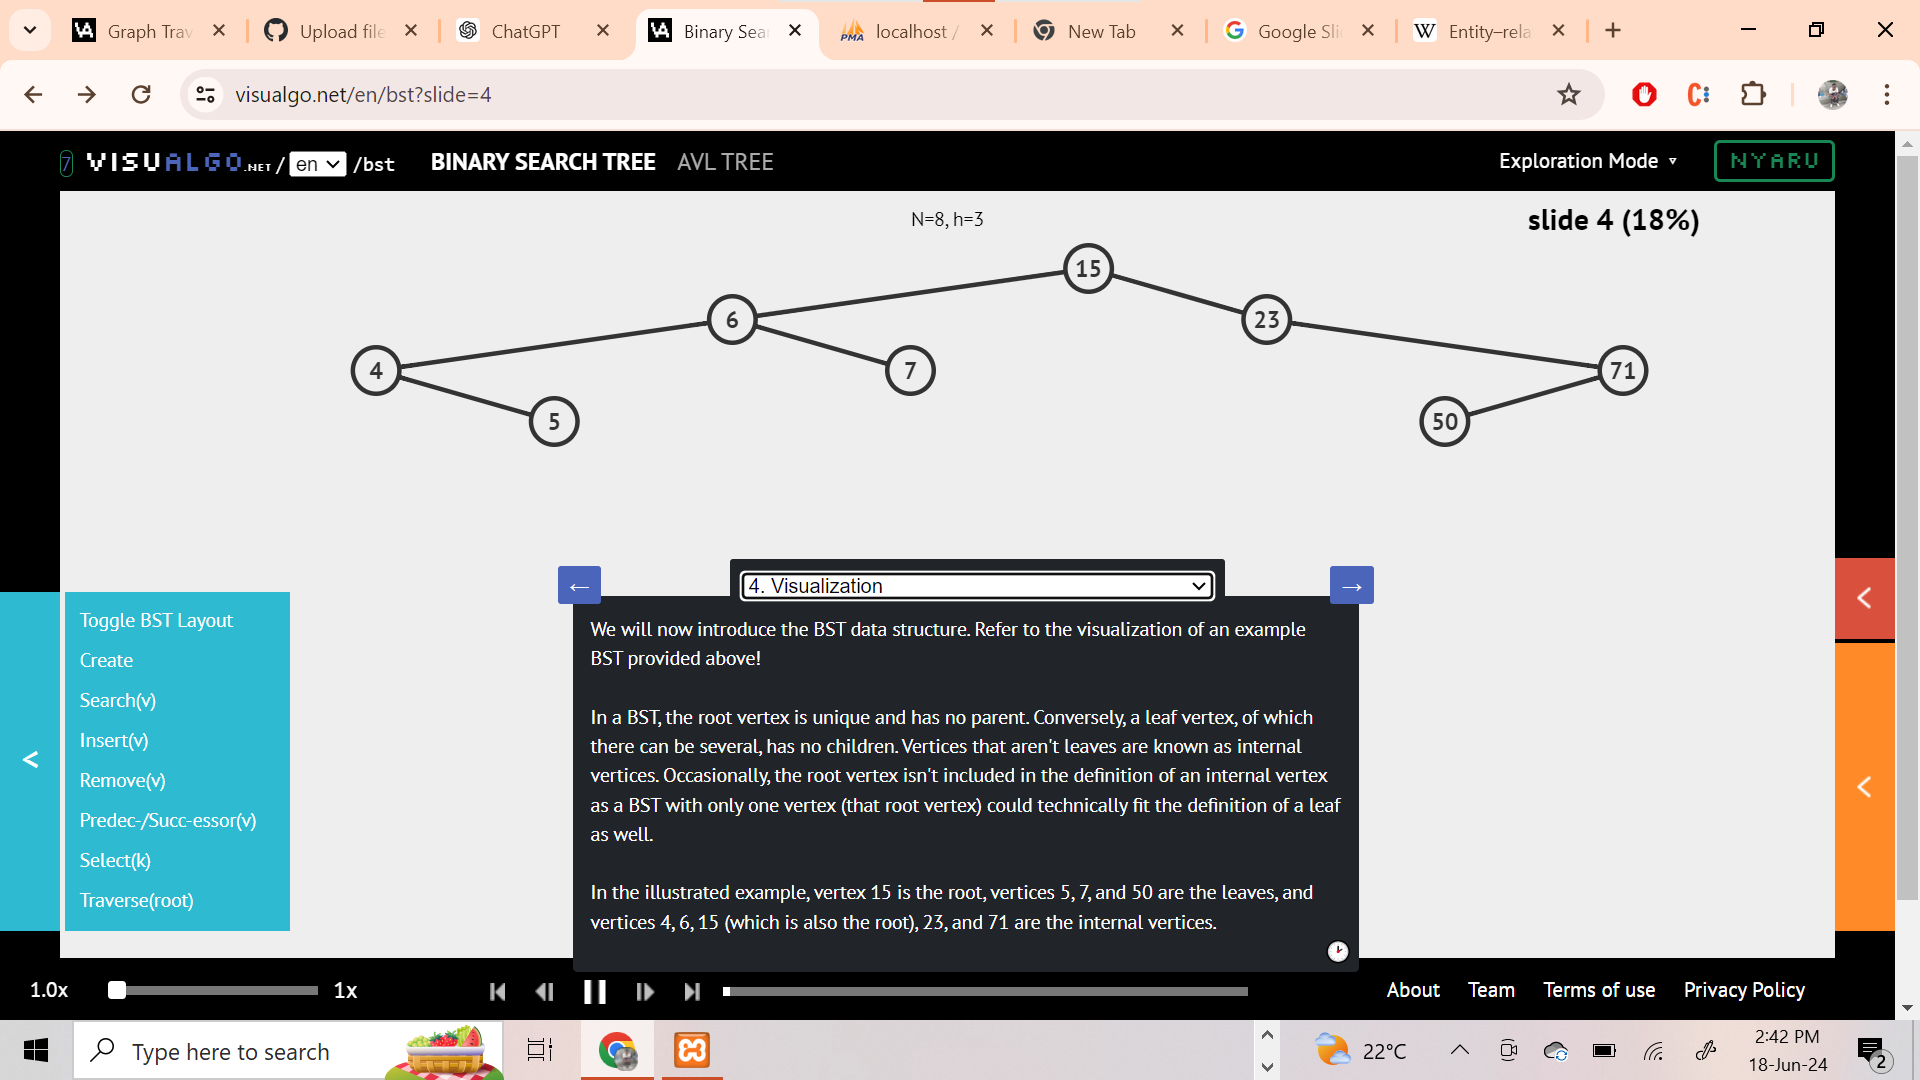 Graph Trav
Upload file
ChatGPT
Binary Sear
localhost /
New Tab
Google Sli
Entity–rela
visualgo.net/en/bst?slide=4
7 VISUALGO.NET / en /bst
BINARY SEARCH TREE AVL TREE
Exploration Mode
NYARU
N=8, h=3
slide 4 (18%)
15
6
23
4
7
71
5
50
4. Visualization
We will now introduce the BST data structure. Refer to the visualization of an example
BST provided above!
In a BST, the root vertex is unique and has no parent. Conversely, a leaf vertex, of which
there can be several, has no children. Vertices that aren't leaves are known as internal
vertices. Occasionally, the root vertex isn't included in the definition of an internal vertex
as a BST with only one vertex (that root vertex) could technically fit the definition of a leaf
as well.
In the illustrated example, vertex 15 is the root, vertices 5, 7, and 50 are the leaves, and
vertices 4, 6, 15 (which is also the root), 23, and 71 are the internal vertices.
Toggle BST Layout
Create
Search(v)
Insert(v)
Remove(v)
Predec-/Succ-essor(v)
Select(k)
Traverse(root)
1.0x
1x
About
Team
Terms of use
Privacy Policy
Type here to search
22°C
2:42 PM
18-Jun-24
2